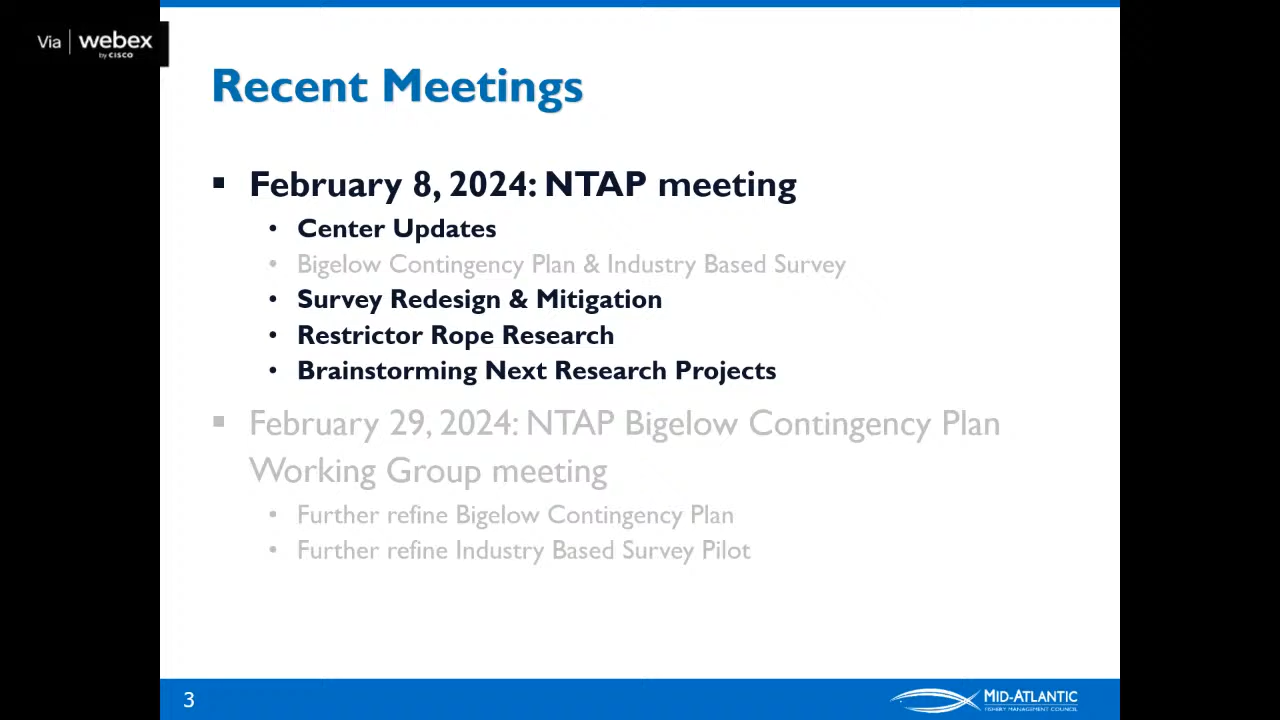 Via | webex
by CISCO
Recent Meetings
▪ February 8, 2024: NTAP meeting
• Center Updates
• Bigelow Contingency Plan & Industry Based Survey
• Survey Redesign & Mitigation
• Restrictor Rope Research
• Brainstorming Next Research Projects
▪ February 29, 2024: NTAP Bigelow Contingency Plan
Working Group meeting
• Further refine Bigelow Contingency Plan
• Further refine Industry Based Survey Pilot
3
MID-ATLANTIC
FISHERY MANAGEMENT COUNCIL